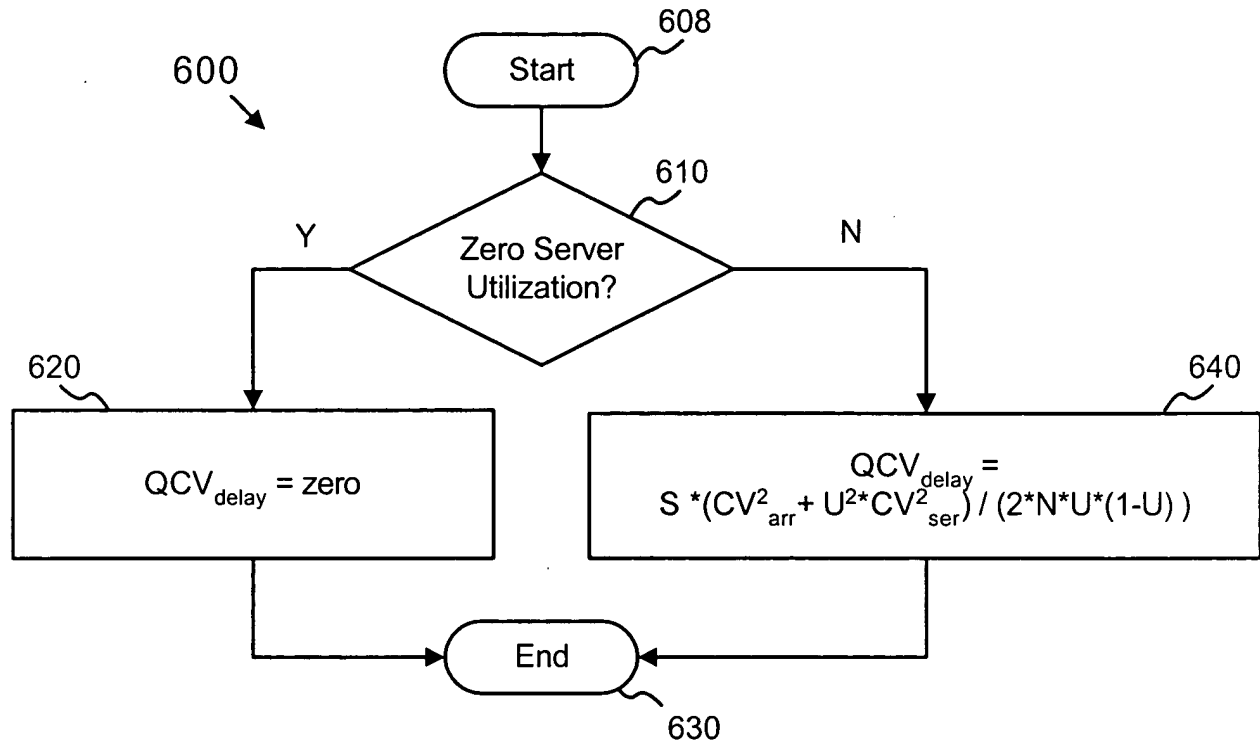 608
Start
600
610
Y
Zero Server
Utilization?
N
620
640
QCV_delay = zero
QCV_delay =
S *(CV²_arr + U²*CV²_ser) / (2*N*U*(1-U) )
End
630